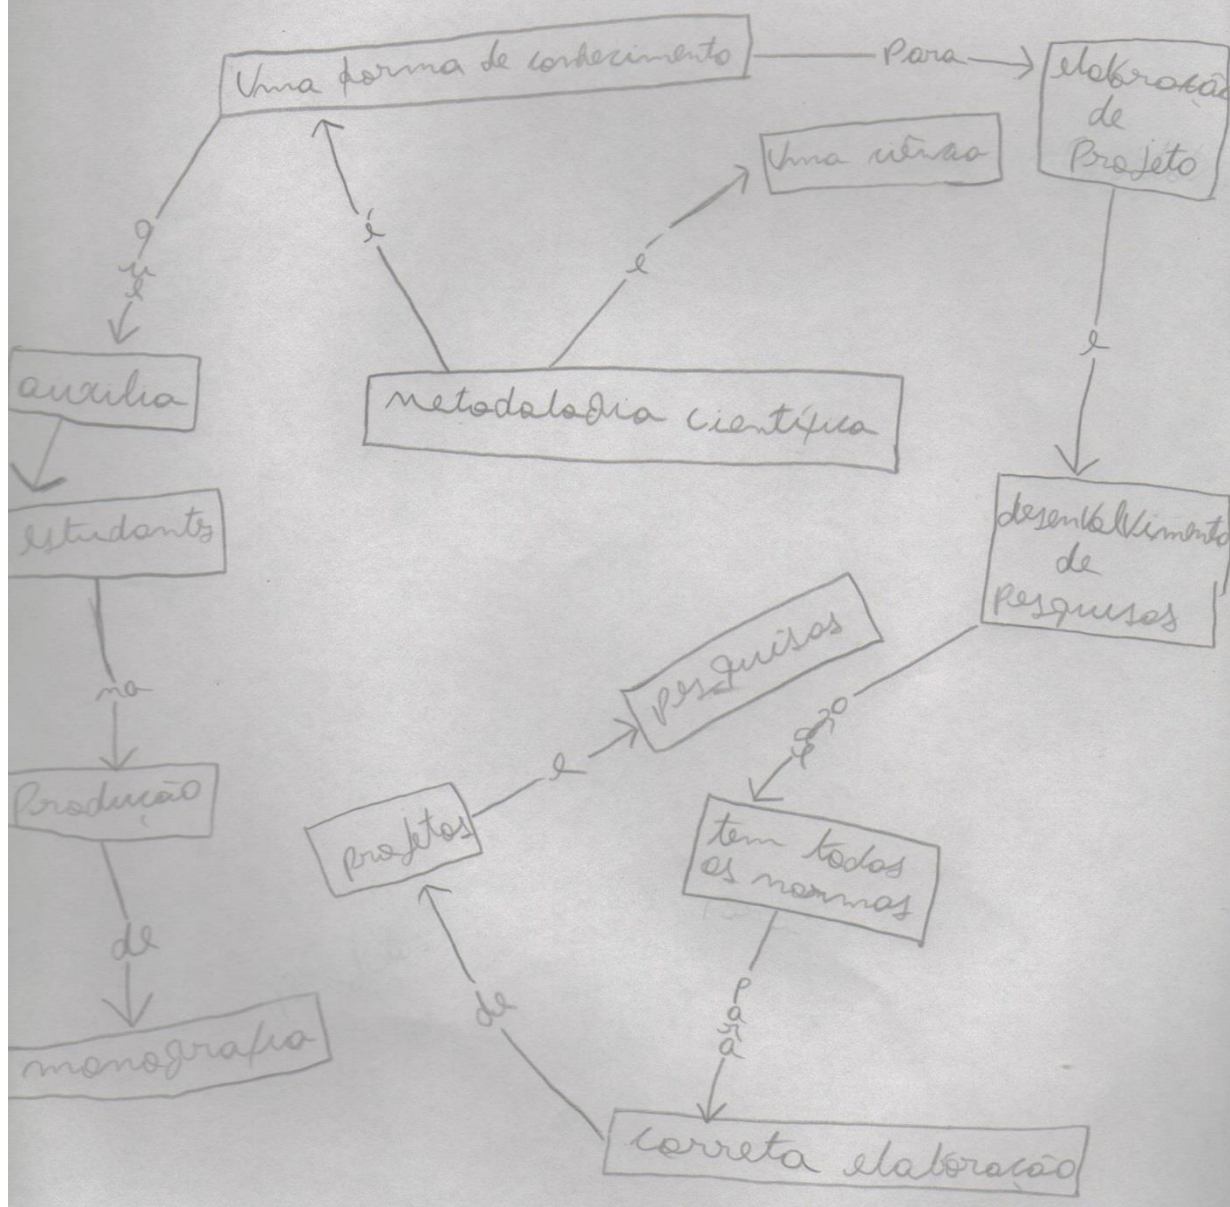 Uma forma de conhecimento
Para
elaboração
de
Projeto
Uma ciência
é
é
que
e
auxilia
metodologia científica
estudantes
desenvolvimento
de
pesquisas
pesquisas
na
e
Produção
projetos
tem todas
as normas
de
de
para
monografia
correta elaboração